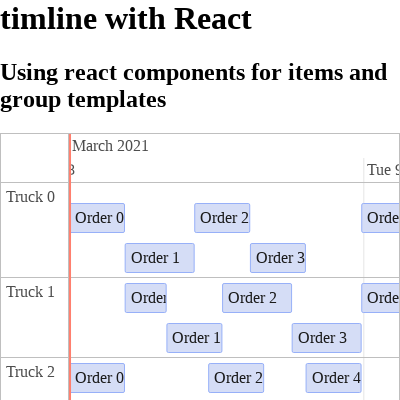 timline with React
Using react components for items and
group templates
March 2021
8 Tue 9
Truck 0
Order 0 Order 2 Orde
Order 1 Order 3
Truck 1
Order Order 2 Orde
Order 1 Order 3
Truck 2
Order 0 Order 2 Order 4